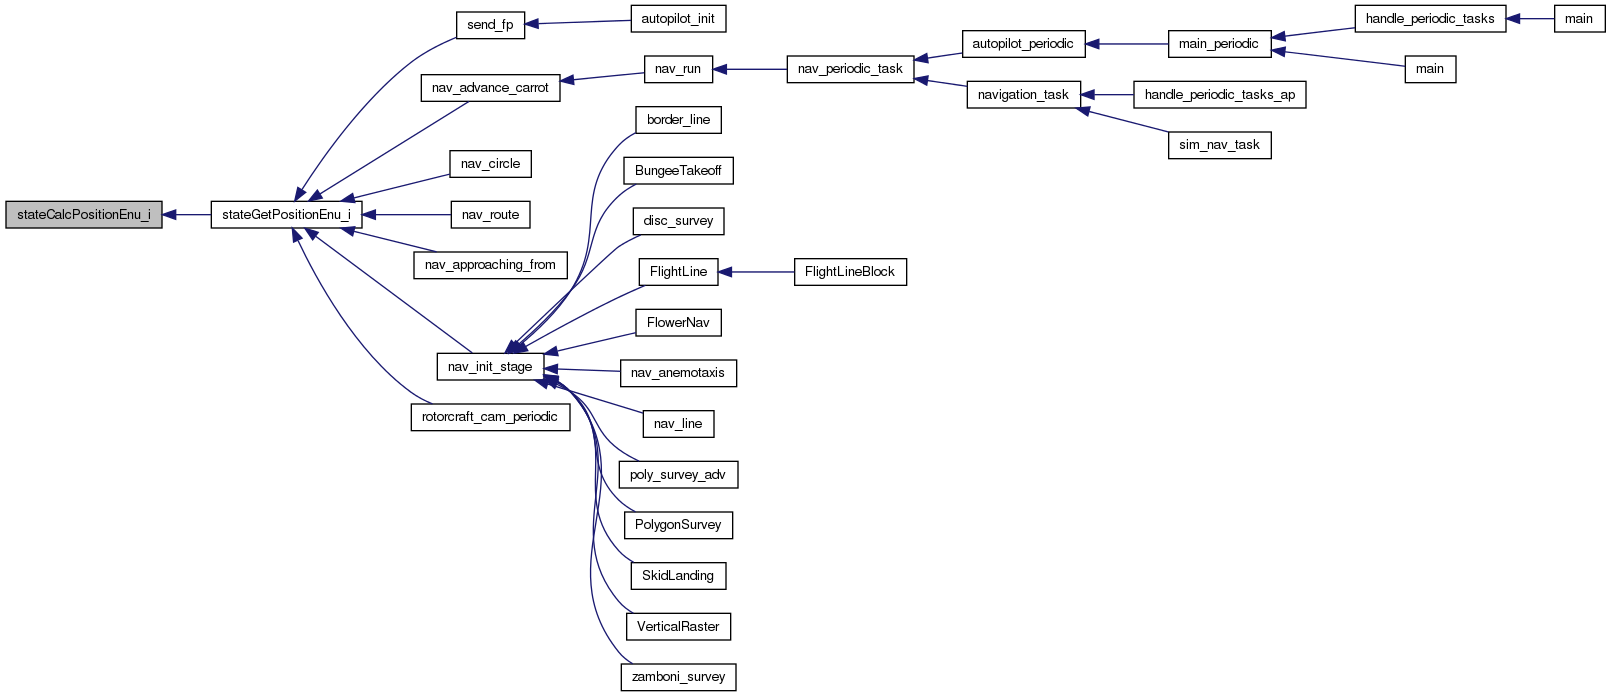 stateCalcPositionEnu_i
stateGetPositionEnu_i
send_fp
autopilot_init
nav_advance_carrot
nav_run
nav_periodic_task
autopilot_periodic
main_periodic
handle_periodic_tasks
main
main
navigation_task
handle_periodic_tasks_ap
sim_nav_task
nav_circle
nav_route
nav_approaching_from
nav_init_stage
border_line
BungeeTakeoff
disc_survey
FlightLine
FlightLineBlock
FlowerNav
nav_anemotaxis
nav_line
poly_survey_adv
PolygonSurvey
SkidLanding
VerticalRaster
zamboni_survey
rotorcraft_cam_periodic